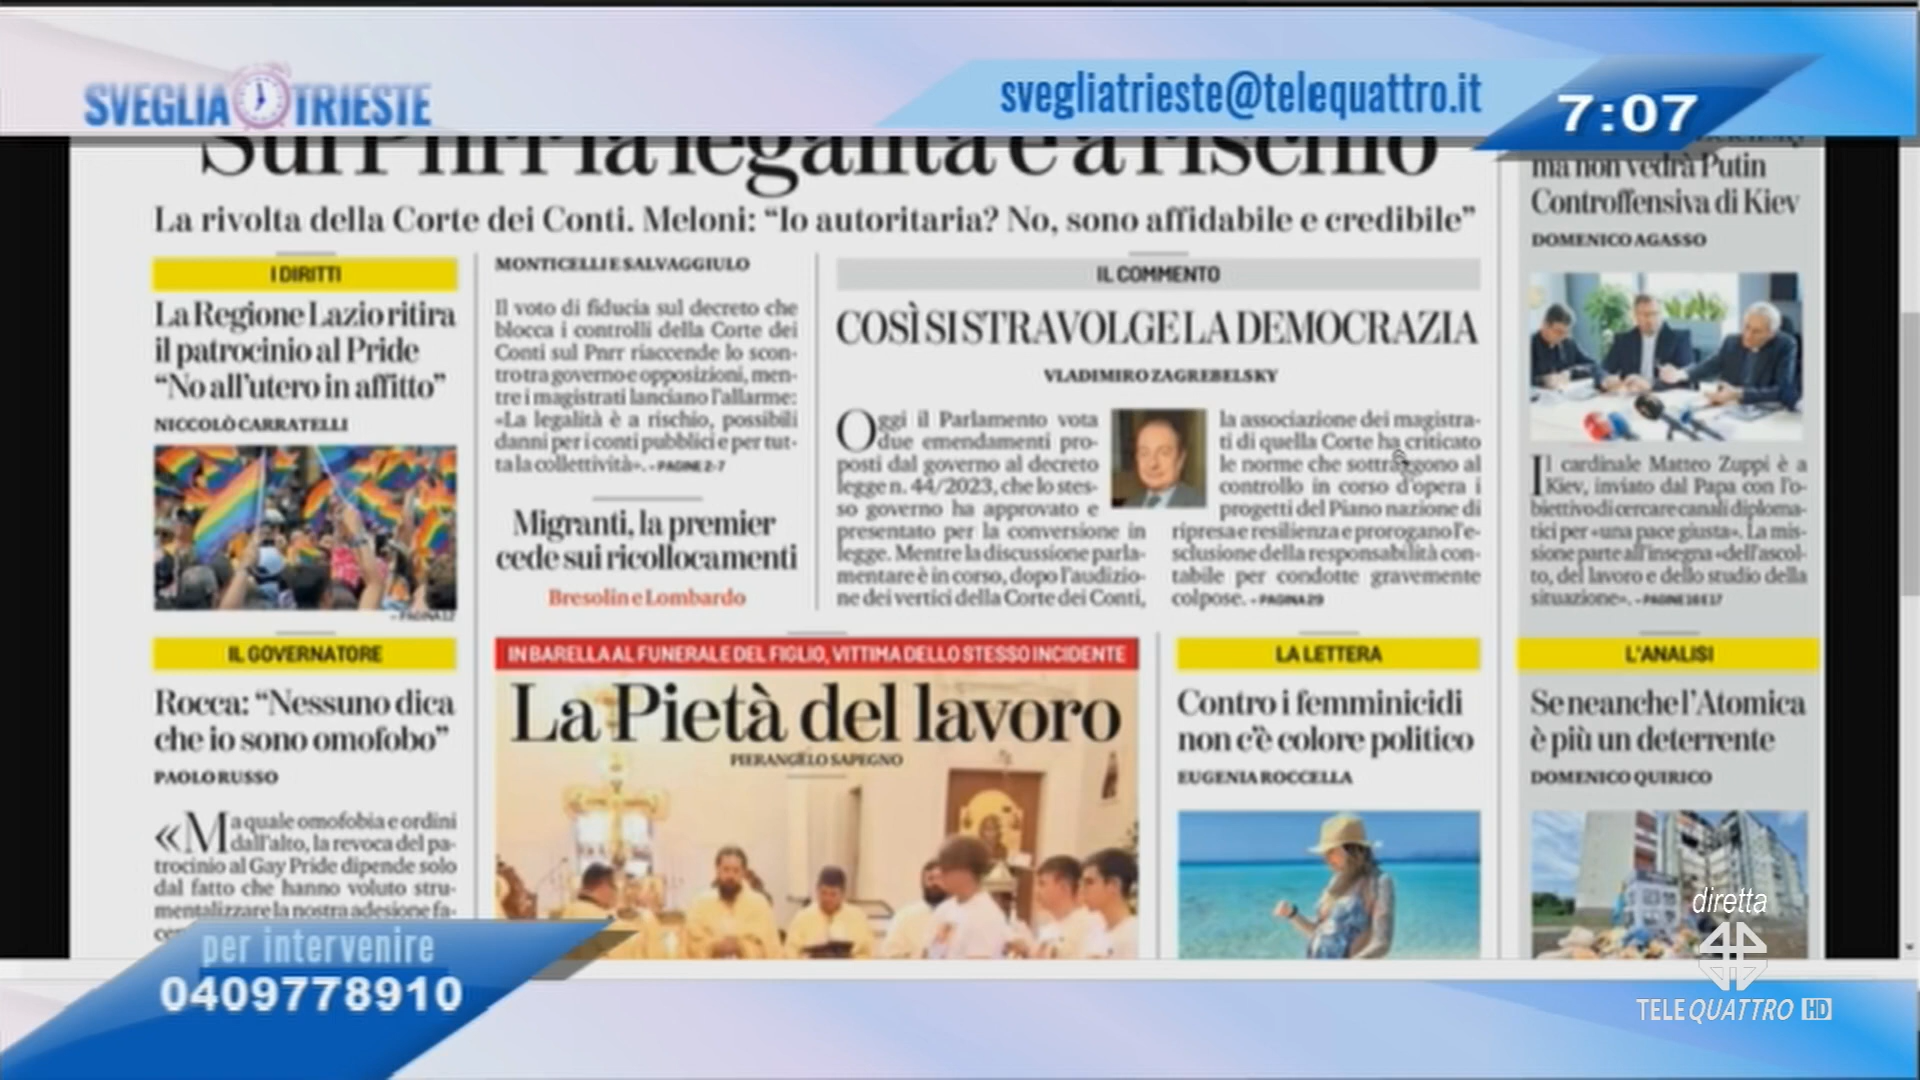 SVEGLIA TRIESTE
svegliatrieste@telequattro.it
7:07
Sul Pnrr la legalità è a rischio
La rivolta della Corte dei Conti. Meloni: “Io autoritaria? No, sono affidabile e credibile”
I DIRITTI
La Regione Lazio ritira
il patrocinio al Pride
“No all’utero in affitto”
NICCOLÒ CARRATELLI
– PAGINA 12
IL GOVERNATORE
Rocca: “Nessuno dica
che io sono omofobo”
PAOLO RUSSO
«Ma quale omofobia e ordini
dall’alto, la revoca del pa-
trocinio al Gay Pride dipende solo
dal fatto che hanno voluto stru-
mentalizzare la nostra adesione fa-
MONTICELLI E SALVAGGIULO
Il voto di fiducia sul decreto che
blocca i controlli della Corte dei
Conti sul Pnrr riaccende lo scon-
tro tra governo e opposizioni, men-
tre i magistrati lanciano l’allarme:
«La legalità è a rischio, possibili
danni per i conti pubblici e per tut-
ta la collettività». – PAGINE 2-7
Migranti, la premier
cede sui ricollocamenti
Bresolin e Lombardo
IL COMMENTO
COSÌ SI STRAVOLGE LA DEMOCRAZIA
VLADIMIRO ZAGREBELSKY
Oggi il Parlamento vota
due emendamenti pro-
posti dal governo al decreto
legge n. 44/2023, che lo stes-
so governo ha approvato e
presentato per la conversione in
legge. Mentre la discussione parla-
mentare è in corso, dopo l’audizio-
ne dei vertici della Corte dei Conti,
la associazione dei magistra-
ti di quella Corte ha criticato
le norme che sottraggono al
controllo in corso d’opera i
progetti del Piano nazione di
ripresa e resilienza e prorogano l’e-
sclusione della responsabilità con-
tabile per condotte gravemente
colpose. – PAGINA 29
ma non vedrà Putin
Controffensiva di Kiev
DOMENICO AGASSO
Il cardinale Matteo Zuppi è a
Kiev, inviato dal Papa con l’o-
biettivo di cercare canali diploma-
tici per «una pace giusta». La mis-
sione parte all’insegna «dell’ascol-
to, del lavoro e dello studio della
situazione». – PAGINE 16 E 17
IN BARELLA AL FUNERALE DEL FIGLIO, VITTIMA DELLO STESSO INCIDENTE
La Pietà del lavoro
PIERANGELO SAPEGNO
LA LETTERA
Contro i femminicidi
non c’è colore politico
EUGENIA ROCCELLA
L’ANALISI
Se neanche l’Atomica
è più un deterrente
DOMENICO QUIRICO
per intervenire
0409778910
diretta
TELEQUATTRO HD